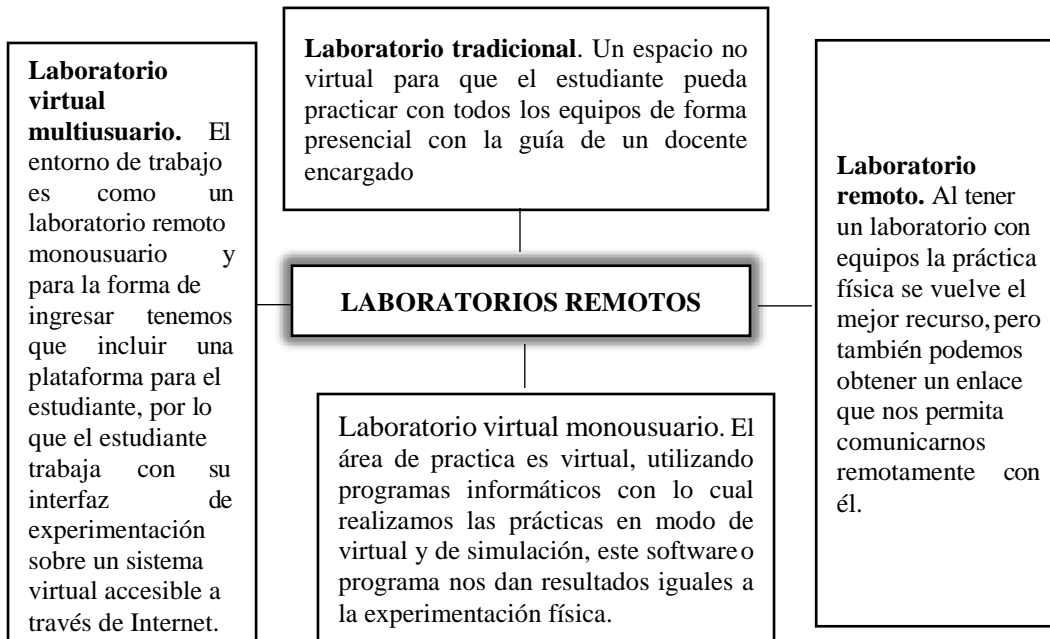 Laboratorio
virtual
multiusuario. El
entorno de trabajo
es como un
laboratorio remoto
monousuario y
para la forma de
ingresar tenemos
que incluir una
plataforma para el
estudiante, por lo
que el estudiante
trabaja con su
interfaz de
experimentación
sobre un sistema
virtual accesible a
través de Internet.
Laboratorio tradicional. Un espacio no
virtual para que el estudiante pueda
practicar con todos los equipos de forma
presencial con la guía de un docente
encargado
LABORATORIOS REMOTOS
Laboratorio virtual monousuario. El
área de practica es virtual, utilizando
programas informáticos con lo cual
realizamos las prácticas en modo de
virtual y de simulación, este software o
programa nos dan resultados iguales a
la experimentación física.
Laboratorio
remoto. Al tener
un laboratorio con
equipos la práctica
física se vuelve el
mejor recurso, pero
también podemos
obtener un enlace
que nos permita
comunicarnos
remotamente con
él.